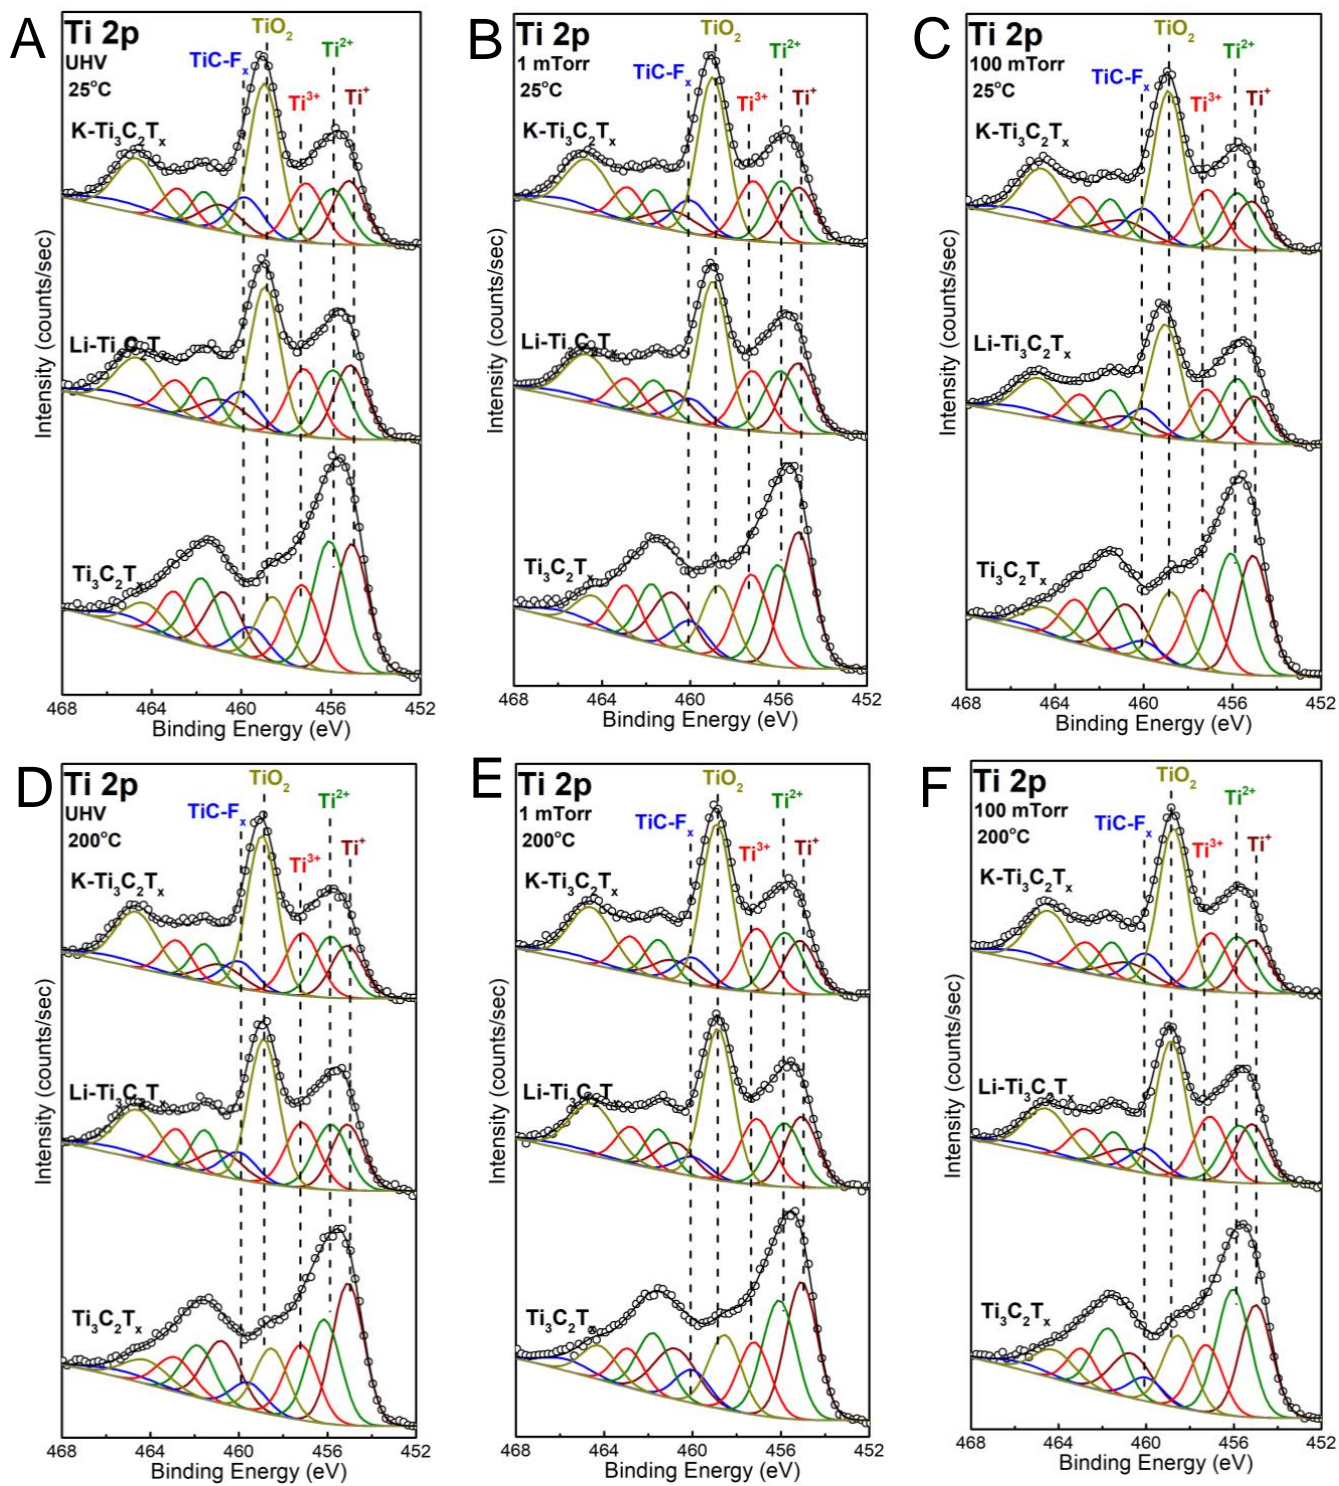 A
Ti 2p
UHV
25°C
TiO₂
TiC-Fₓ
Ti²⁺
Ti³⁺
Ti⁺
K-Ti₃C₂Tₓ
Li-Ti C₂T
Ti₃C₂Tₓ
Intensity (counts/sec)
468 464 460 456 452
Binding Energy (eV)
B
Ti 2p
1 mTorr
25°C
TiO₂
TiC-Fₓ
Ti²⁺
Ti³⁺
Ti⁺
K-Ti₃C₂Tₓ
Li-Ti₃C₂T
Ti₃C₂Tₓ
Intensity (counts/sec)
468 464 460 456 452
Binding Energy (eV)
C
Ti 2p
100 mTorr
25°C
TiO₂
TiC-Fₓ
Ti²⁺
Ti³⁺
Ti⁺
K-Ti₃C₂Tₓ
Li-Ti₃C₂Tₓ
Ti₃C₂Tₓ
Intensity (counts/sec)
468 464 460 456 452
Binding Energy (eV)
D
Ti 2p
UHV
200°C
TiO₂
TiC-Fₓ
Ti²⁺
Ti³⁺
Ti⁺
K-Ti₃C₂Tₓ
Li-Ti₃C₂Tₓ
Ti₃C₂Tₓ
Intensity (counts/sec)
468 464 460 456 452
Binding Energy (eV)
E
Ti 2p
1 mTorr
200°C
TiO₂
TiC-Fₓ
Ti²⁺
Ti³⁺
Ti⁺
K-Ti₃C₂Tₓ
Li-Ti₃C₂Tₓ
Ti₃C₂Tₓ
Intensity (counts/sec)
468 464 460 456 452
Binding Energy (eV)
F
Ti 2p
100 mTorr
200°C
TiO₂
TiC-Fₓ
Ti²⁺
Ti³⁺
Ti⁺
K-Ti₃C₂Tₓ
Li-Ti₃C₂Tₓ
Ti₃C₂Tₓ
Intensity (counts/sec)
468 464 460 456 452
Binding Energy (eV)